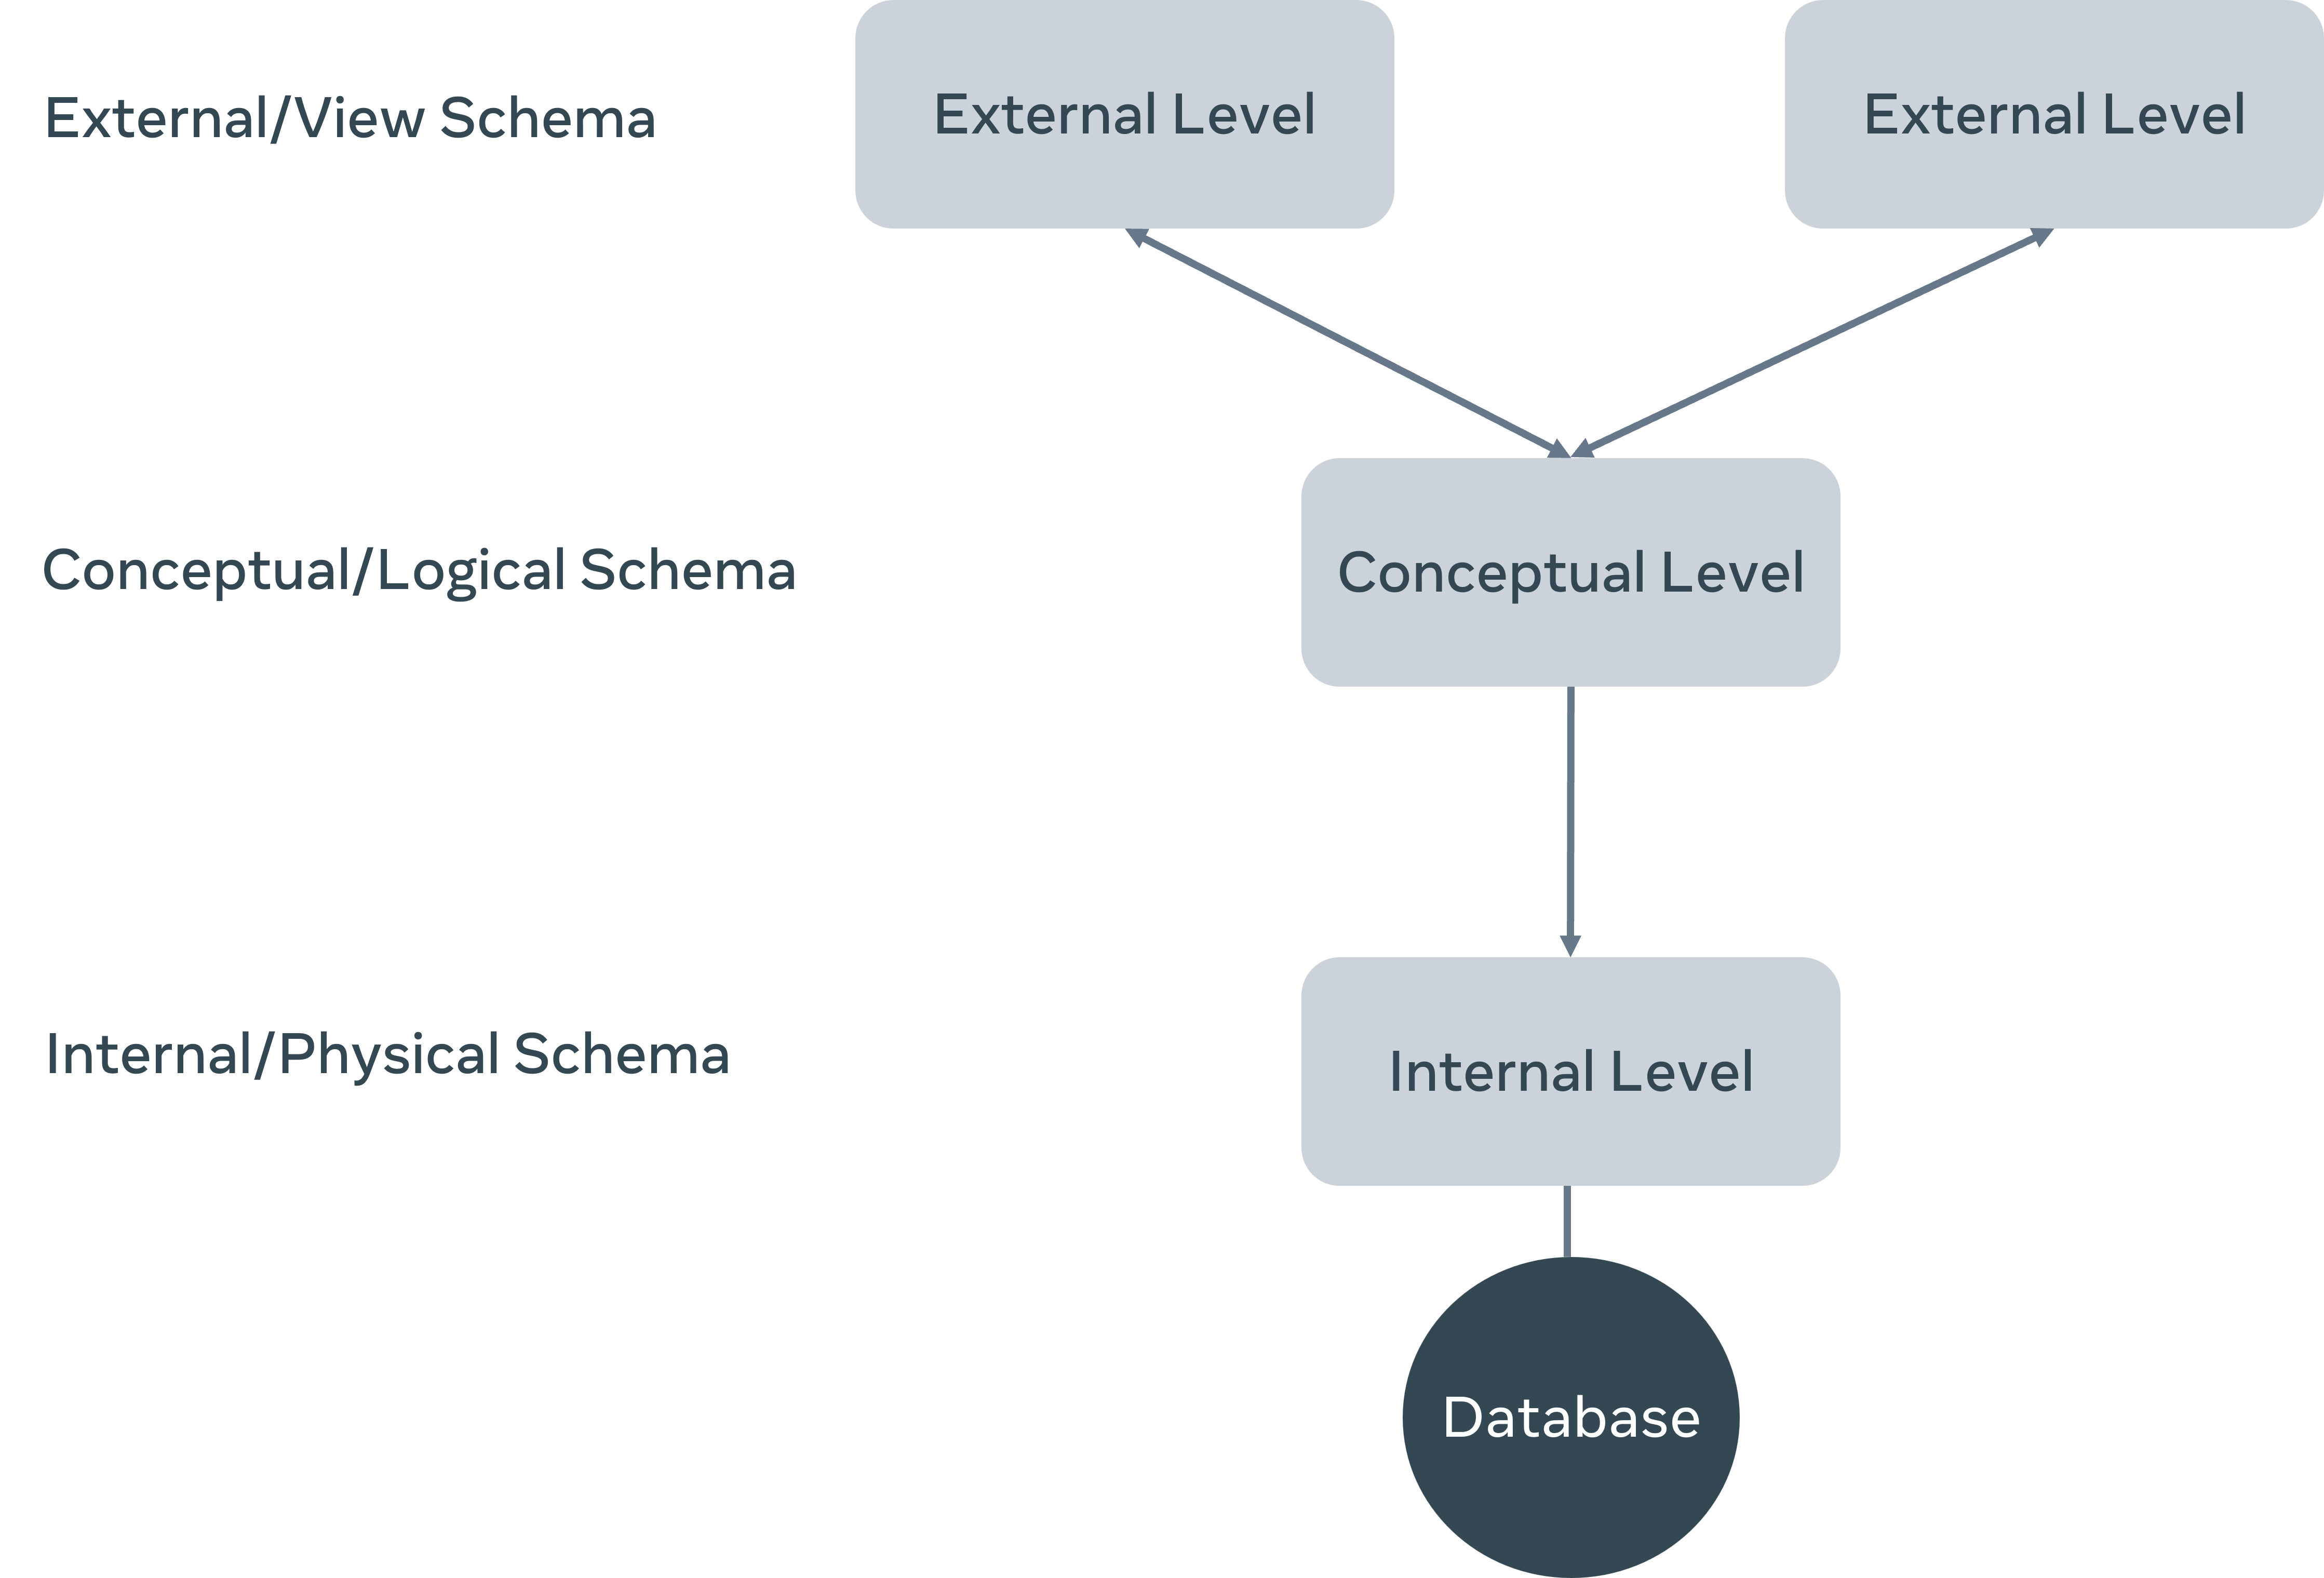 External/View Schema
External Level
External Level
Conceptual/Logical Schema
Conceptual Level
Internal/Physical Schema
Internal Level
Database